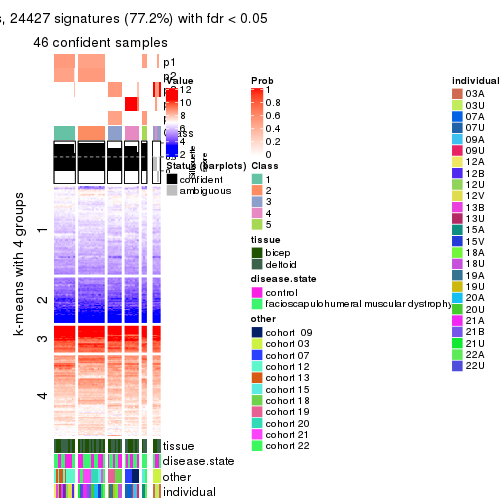 s, 24427 signatures (77.2%) with fdr < 0.05
46 confident samples
p1
p2
Value
12
10
8
6
4
2
Silhouette
score
Status (barplots)
confident
ambiguous
k-means with 4 groups
1
2
3
4
tissue
disease.state
other
individual
Prob
1
0.8
0.6
0.4
0.2
0
Class
1
2
3
4
5
tissue
bicep
deltoid
disease.state
control
facioscapulohumeral muscular dystrophy
other
cohort 09
cohort 03
cohort 07
cohort 12
cohort 13
cohort 15
cohort 18
cohort 19
cohort 20
cohort 21
cohort 22
individual
03A
03U
07A
07U
09A
09U
12A
12B
12U
12V
13B
13U
15A
15V
18A
18U
19A
19U
20A
20U
21A
21B
21U
22A
22U